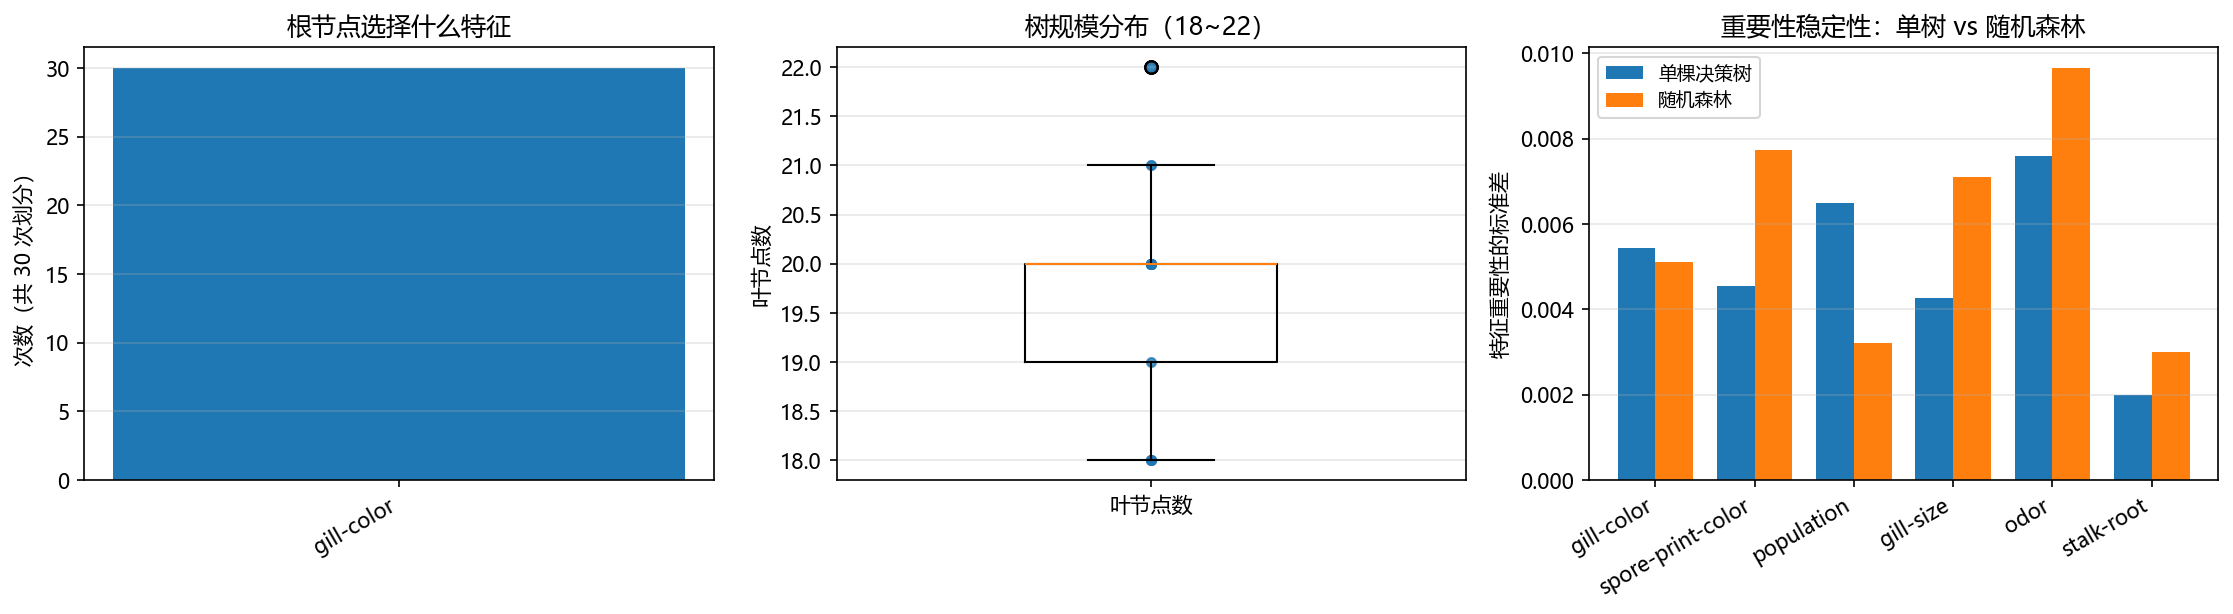 根节点选择什么特征
次数（共 30 次划分）
30
25
20
15
10
5
0
gill-color
树规模分布（18~22）
叶节点数
22.0
21.5
21.0
20.5
20.0
19.5
19.0
18.5
18.0
叶节点数
重要性稳定性：单树 vs 随机森林
单棵决策树
随机森林
特征重要性的标准差
0.010
0.008
0.006
0.004
0.002
0.000
gill-color
spore-print-color
population
gill-size
odor
stalk-root